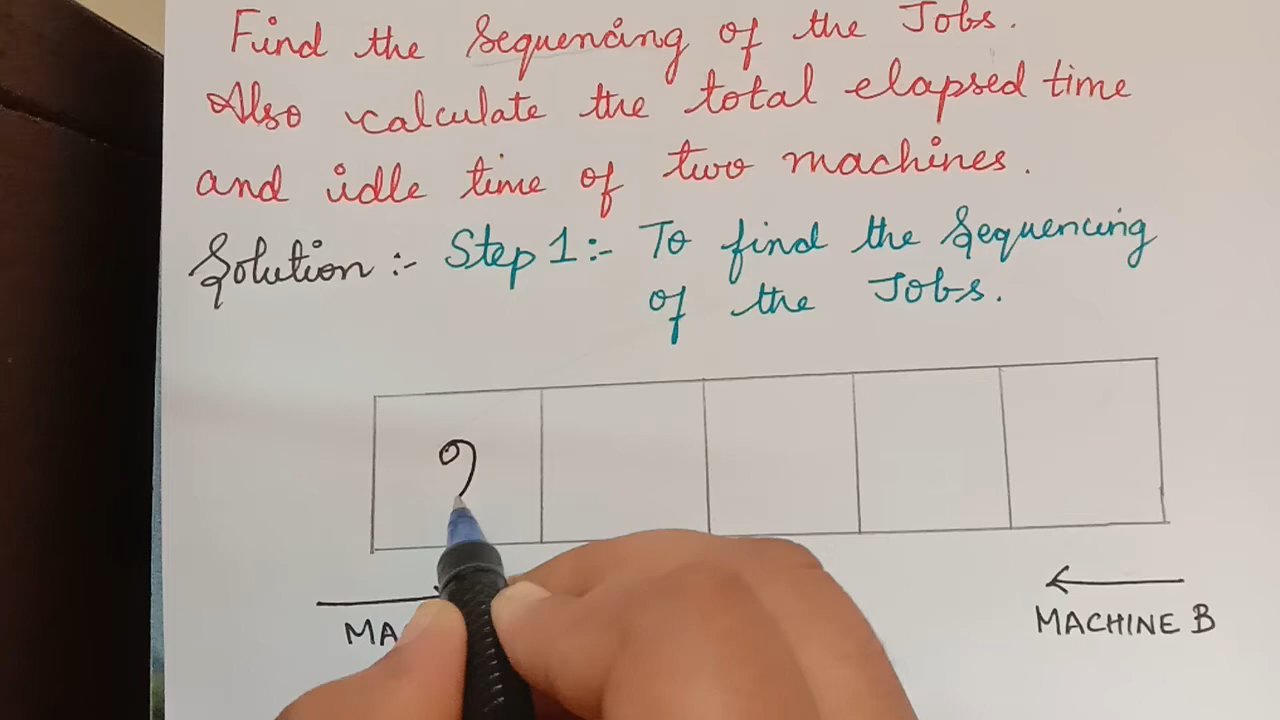 Find the Sequencing of the Jobs.
Also calculate the total elapsed time
and idle time of two machines.
Solution :- Step 1:- To find the Sequencing
of the Jobs.
MACHINE B